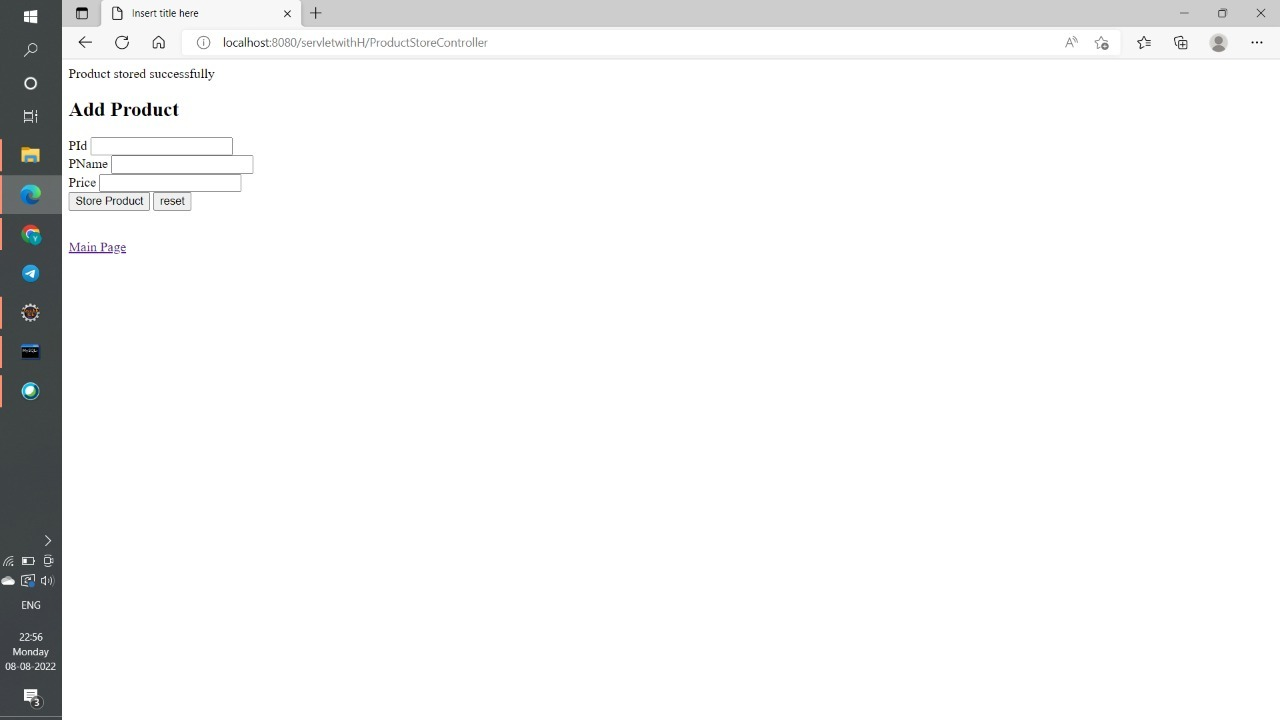 Insert title here
localhost:8080/servletwithH/ProductStoreController
Product stored successfully
Add Product
PId
PName
Price
Store Product reset
Main Page
ENG
22:56
Monday
08-08-2022
3